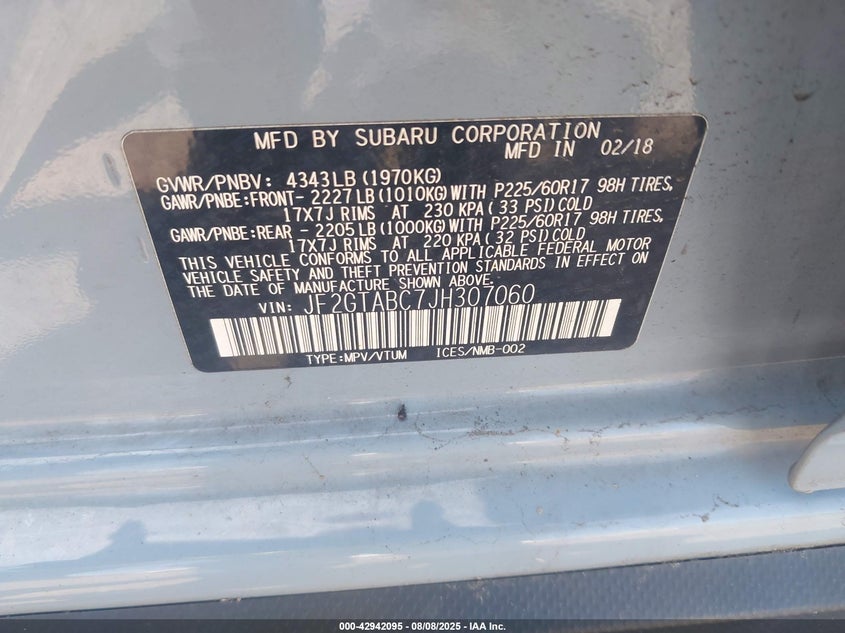 MFD BY SUBARU CORPORATION
MFD IN 02/18
GVWR/PNBV: 4343LB (1970KG)
GAWR/PNBE:FRONT- 2227LB (1010KG) WITH P225/60R17 98H TIRES,
17X7J RIMS AT 230 KPA ( 33 PSI) COLD
GAWR/PNBE:REAR - 2205LB (1000KG) WITH P225/60R17 98H TIRES,
17X7J RIMS AT 220 KPA ( 32 PSI) COLD
THIS VEHICLE CONFORMS TO ALL APPLICABLE FEDERAL MOTOR
VEHICLE SAFETY AND THEFT PREVENTION STANDARDS IN EFFECT ON
THE DATE OF MANUFACTURE SHOWN ABOVE.
VIN: JF2GTABC7JH307060
TYPE:MPV/VTUM ICES/NMB-002
000-42942095 - 08/08/2025 - IAA Inc.